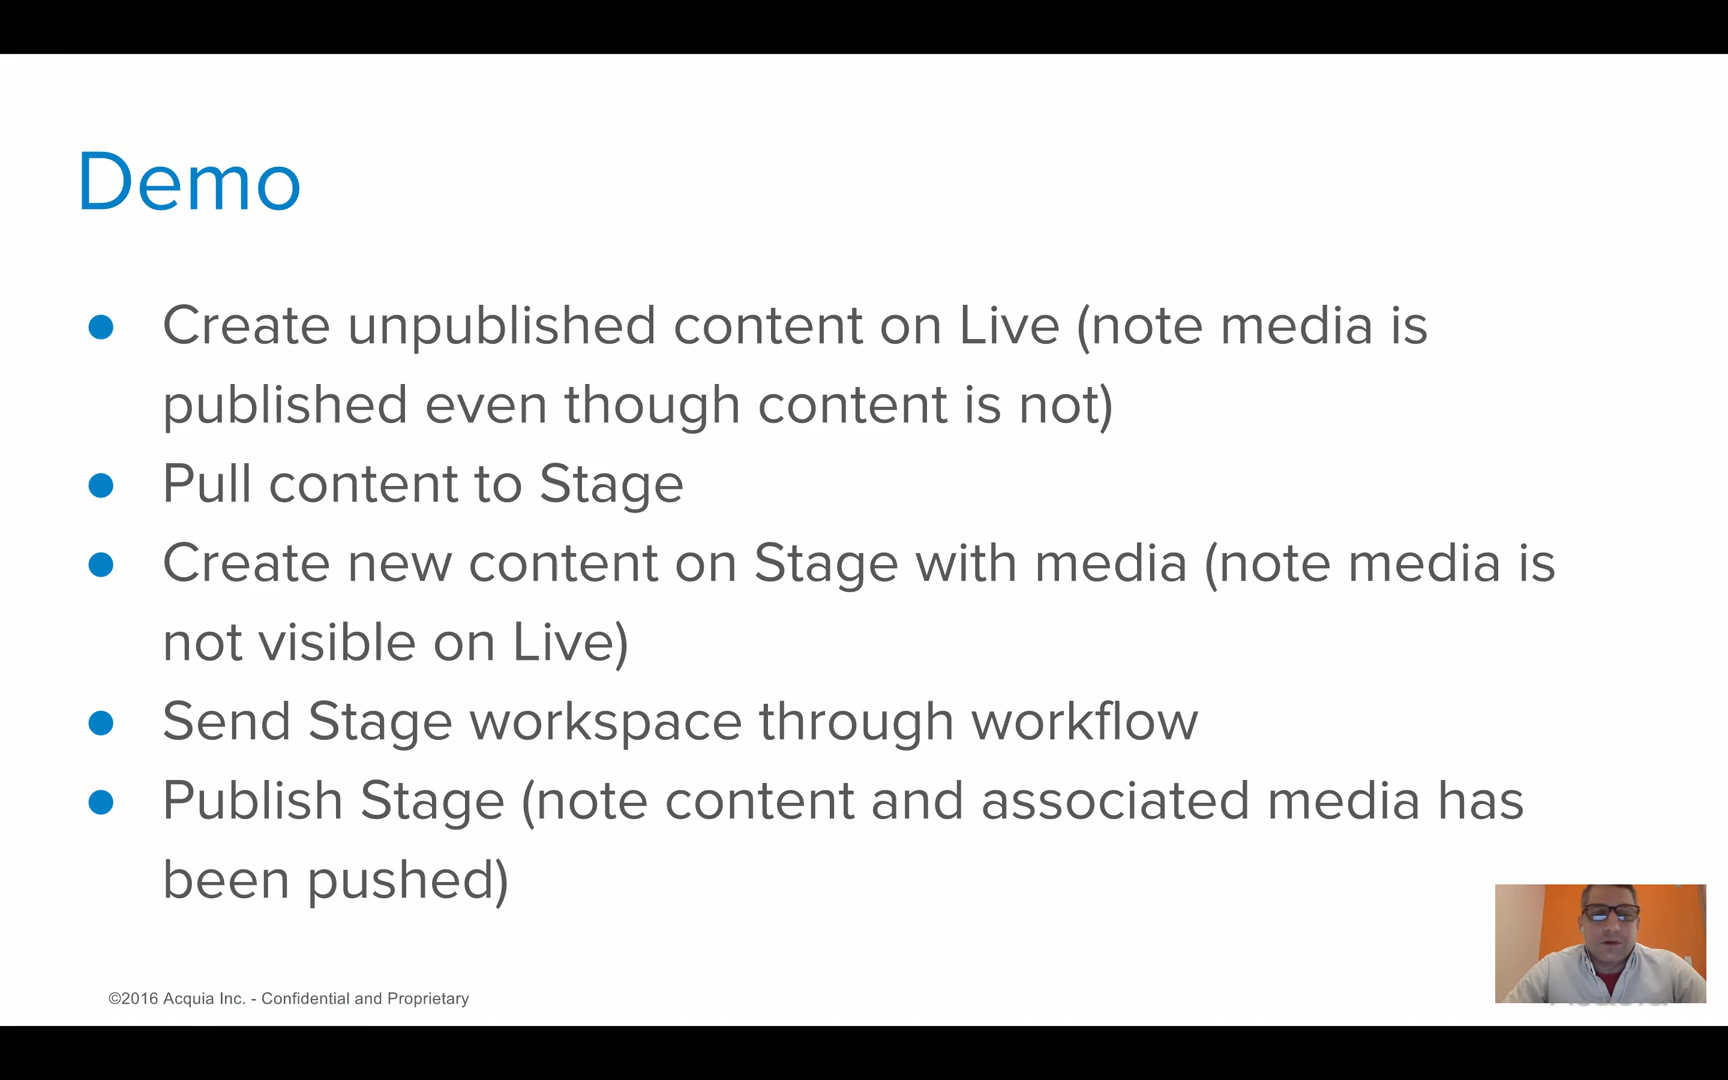 Demo
● Create unpublished content on Live (note media is
published even though content is not)
● Pull content to Stage
● Create new content on Stage with media (note media is
not visible on Live)
● Send Stage workspace through workflow
● Publish Stage (note content and associated media has
been pushed)
©2016 Acquia Inc. - Confidential and Proprietary